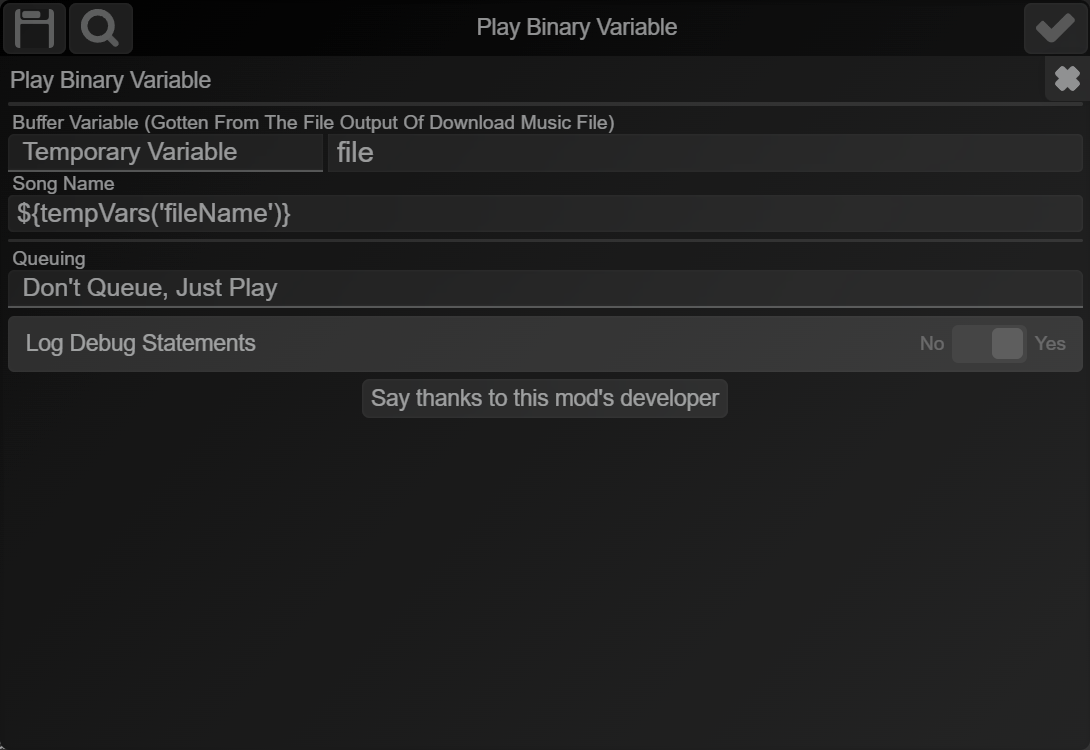 Play Binary Variable
Play Binary Variable
Buffer Variable (Gotten From The File Output Of Download Music File)
Temporary Variable file
Song Name
${tempVars('fileName')}
Queuing
Don't Queue, Just Play
Log Debug Statements No Yes
Say thanks to this mod's developer